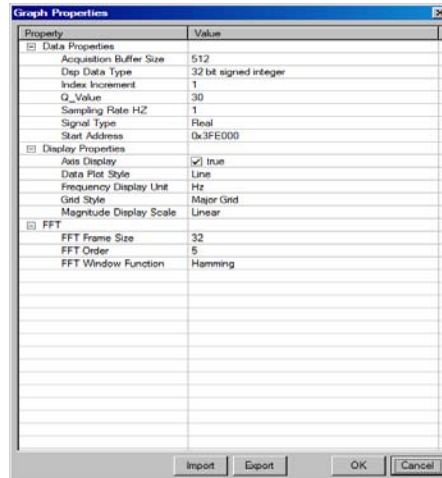 Graph Properties
Property Value
Data Properties
Acquisition Buffer Size 512
Dsp Data Type 32 bit signed integer
Index Increment 1
Q_Value 30
Sampling Rate HZ 1
Signal Type Real
Start Address 0x3FE000
Display Properties
Axis Display true
Data Plot Style Line
Frequency Display Unit Hz
Grid Style Major Grid
Magnitude Display Scale Linear
FFT
FFT Frame Size 32
FFT Order 5
FFT Window Function Hamming
Import Export OK Cancel